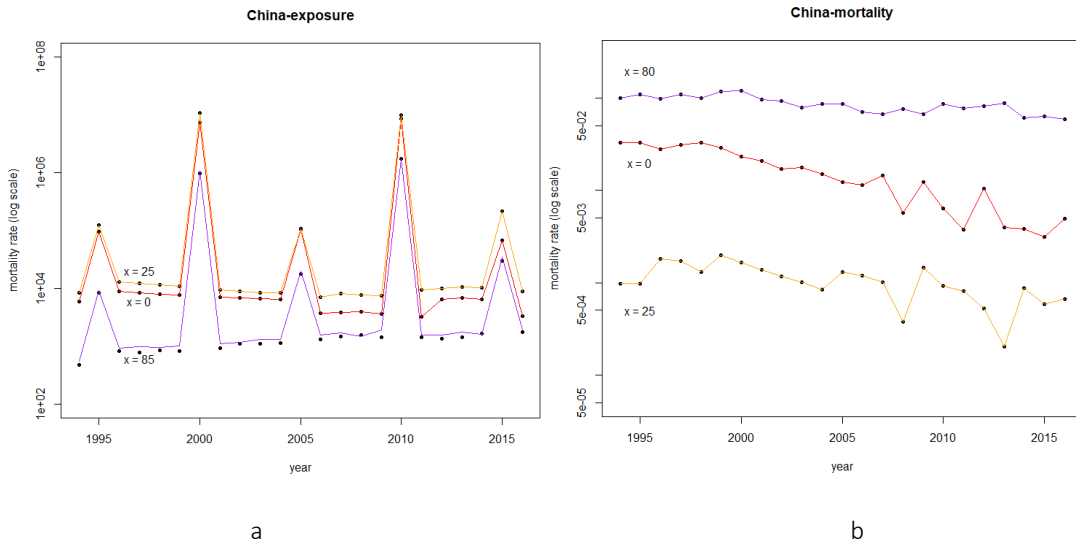 China-exposure
mortality rate (log scale)
1e+08
1e+06
1e+04
1e+02
x = 25
x = 0
x = 85
1995 2000 2005 2010 2015
year
a
China-mortality
mortality rate (log scale)
5e-02
5e-03
5e-04
5e-05
x = 80
x = 0
x = 25
1995 2000 2005 2010 2015
year
b